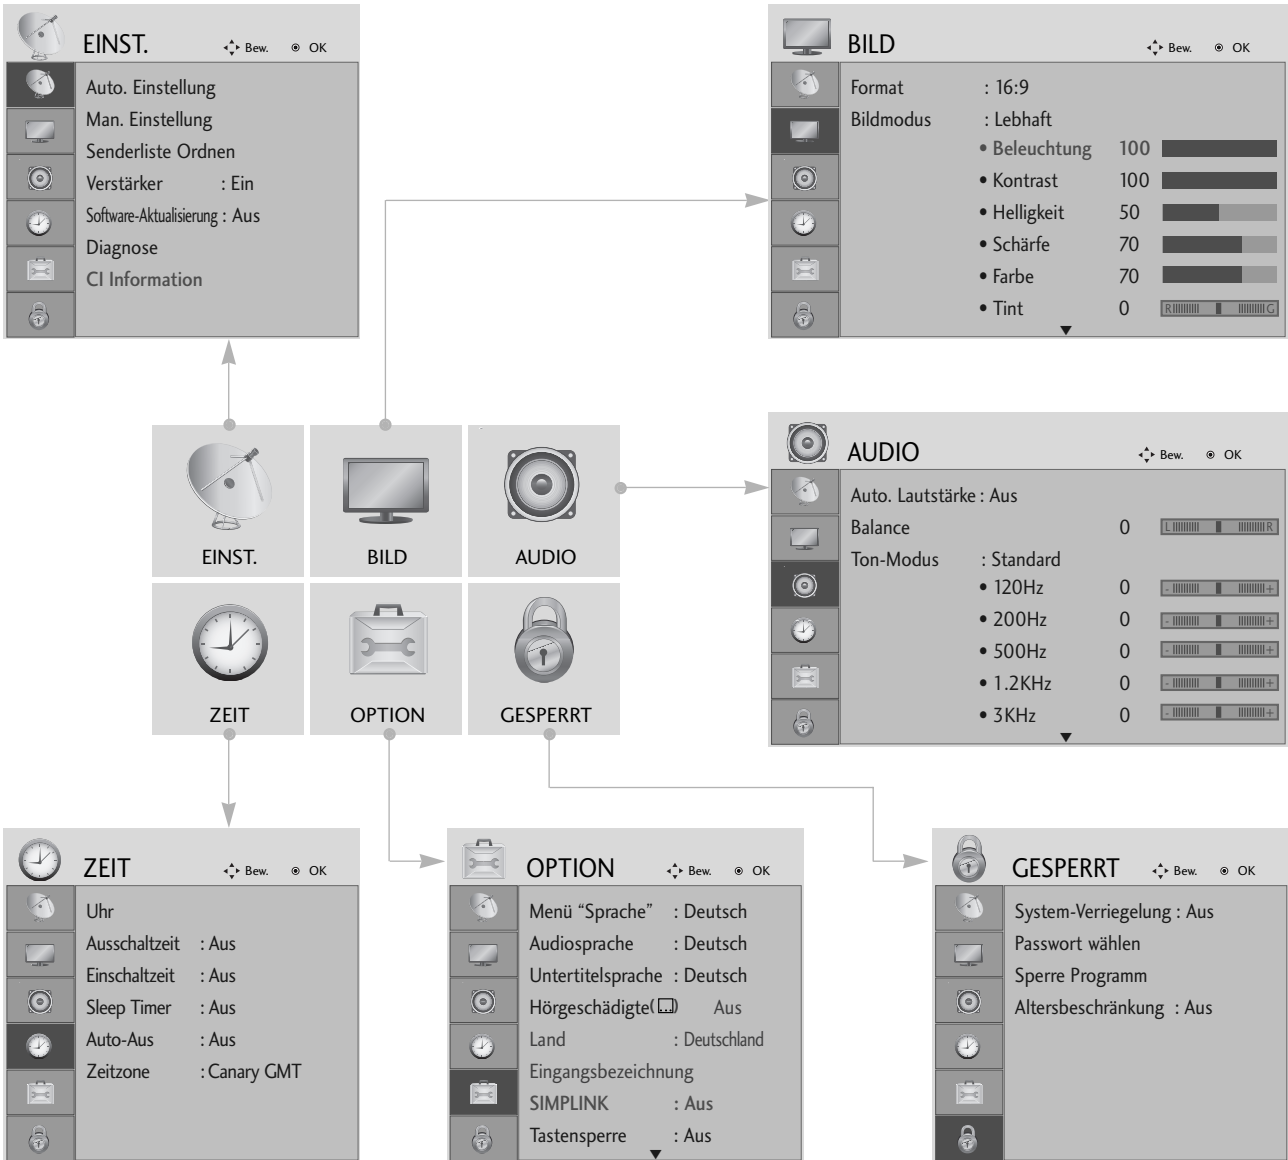 EINST. Bew. OK
Auto. Einstellung
Man. Einstellung
Senderliste Ordnen
Verstärker : Ein
Software-Aktualisierung : Aus
Diagnose
CI Information
BILD Bew. OK
Format : 16:9
Bildmodus : Lebhaft
• Beleuchtung 100
• Kontrast 100
• Helligkeit 50
• Schärfe 70
• Farbe 70
• Tint 0 R G
EINST. BILD AUDIO
ZEIT OPTION GESPERRT
AUDIO Bew. OK
Auto. Lautstärke : Aus
Balance 0 L R
Ton-Modus : Standard
• 120Hz 0 - +
• 200Hz 0 - +
• 500Hz 0 - +
• 1.2KHz 0 - +
• 3KHz 0 - +
ZEIT Bew. OK
Uhr
Ausschaltzeit : Aus
Einschaltzeit : Aus
Sleep Timer : Aus
Auto-Aus : Aus
Zeitzone : Canary GMT
OPTION Bew. OK
Menü “Sprache” : Deutsch
Audiosprache : Deutsch
Untertitelsprache : Deutsch
Hörgeschädigte( ) Aus
Land : Deutschland
Eingangsbezeichnung
SIMPLINK : Aus
Tastensperre : Aus
GESPERRT Bew. OK
System-Verriegelung : Aus
Passwort wählen
Sperre Programm
Altersbeschränkung : Aus